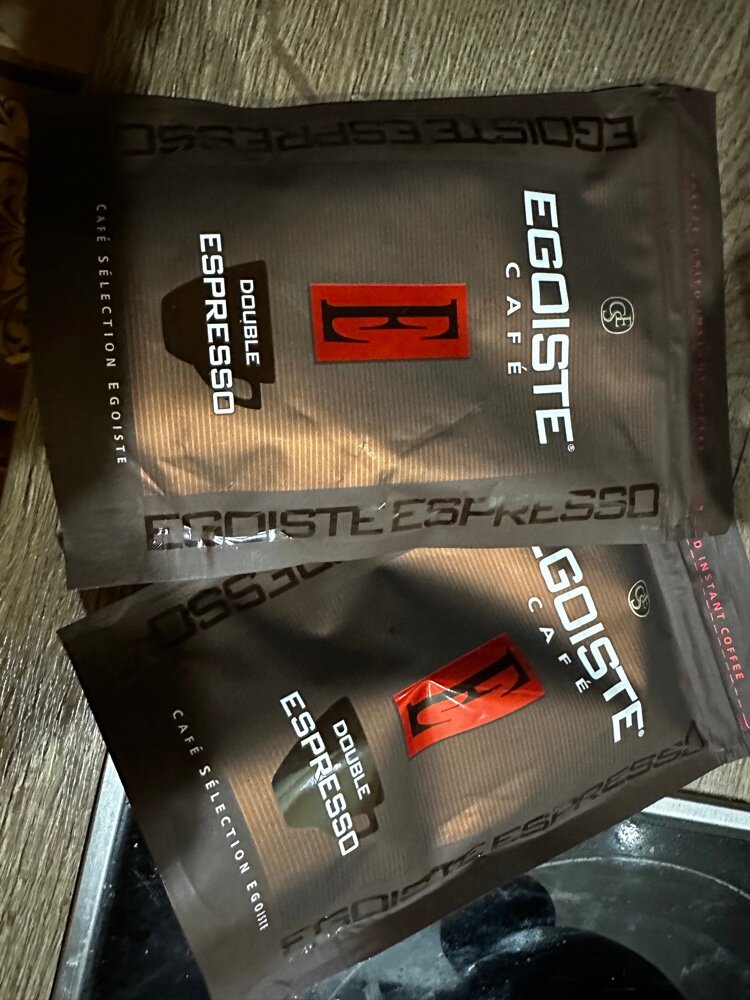 EGOISTE ESPRESSO
EGOISTE®
CAFÉ
E
DOUBLE
ESPRESSO
CAFÉ SÉLECTION EGOISTE
EGOISTE ESPRESSO
INSTANT COFFEE
EGOISTE®
CAFÉ
E
DOUBLE
ESPRESSO
CAFÉ SÉLECTION EGOISTE
EGOISTE ESPRESSO